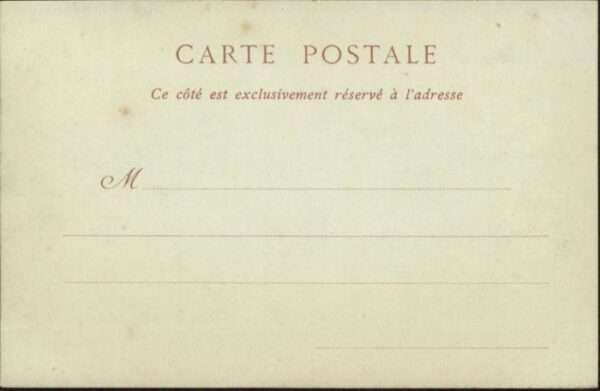 CARTE POSTALE
Ce côté est exclusivement réservé à l'adresse
M